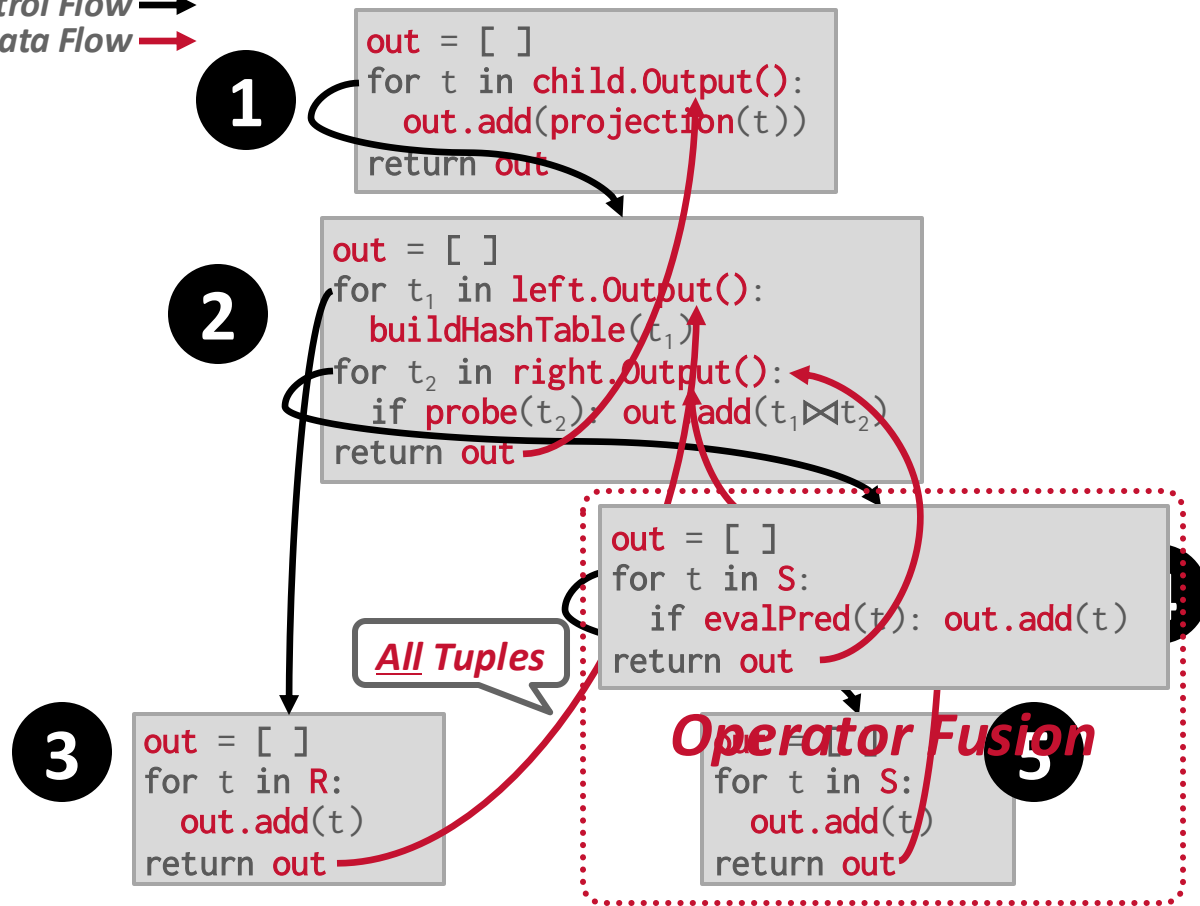 trol Flow
ata Flow
1
out = [ ]
for t in child.Output():
out.add(projection(t))
return out
2
out = [ ]
for t₁ in left.Output():
buildHashTable(t₁)
for t₂ in right.Output():
if probe(t₂): out.add(t₁⋈t₂)
return out
out = [ ]
for t in S:
if evalPred(t): out.add(t)
return out
All Tuples
3
out = [ ]
for t in R:
out.add(t)
return out
Operator Fusion
5
out = [ ]
for t in S:
out.add(t)
return out